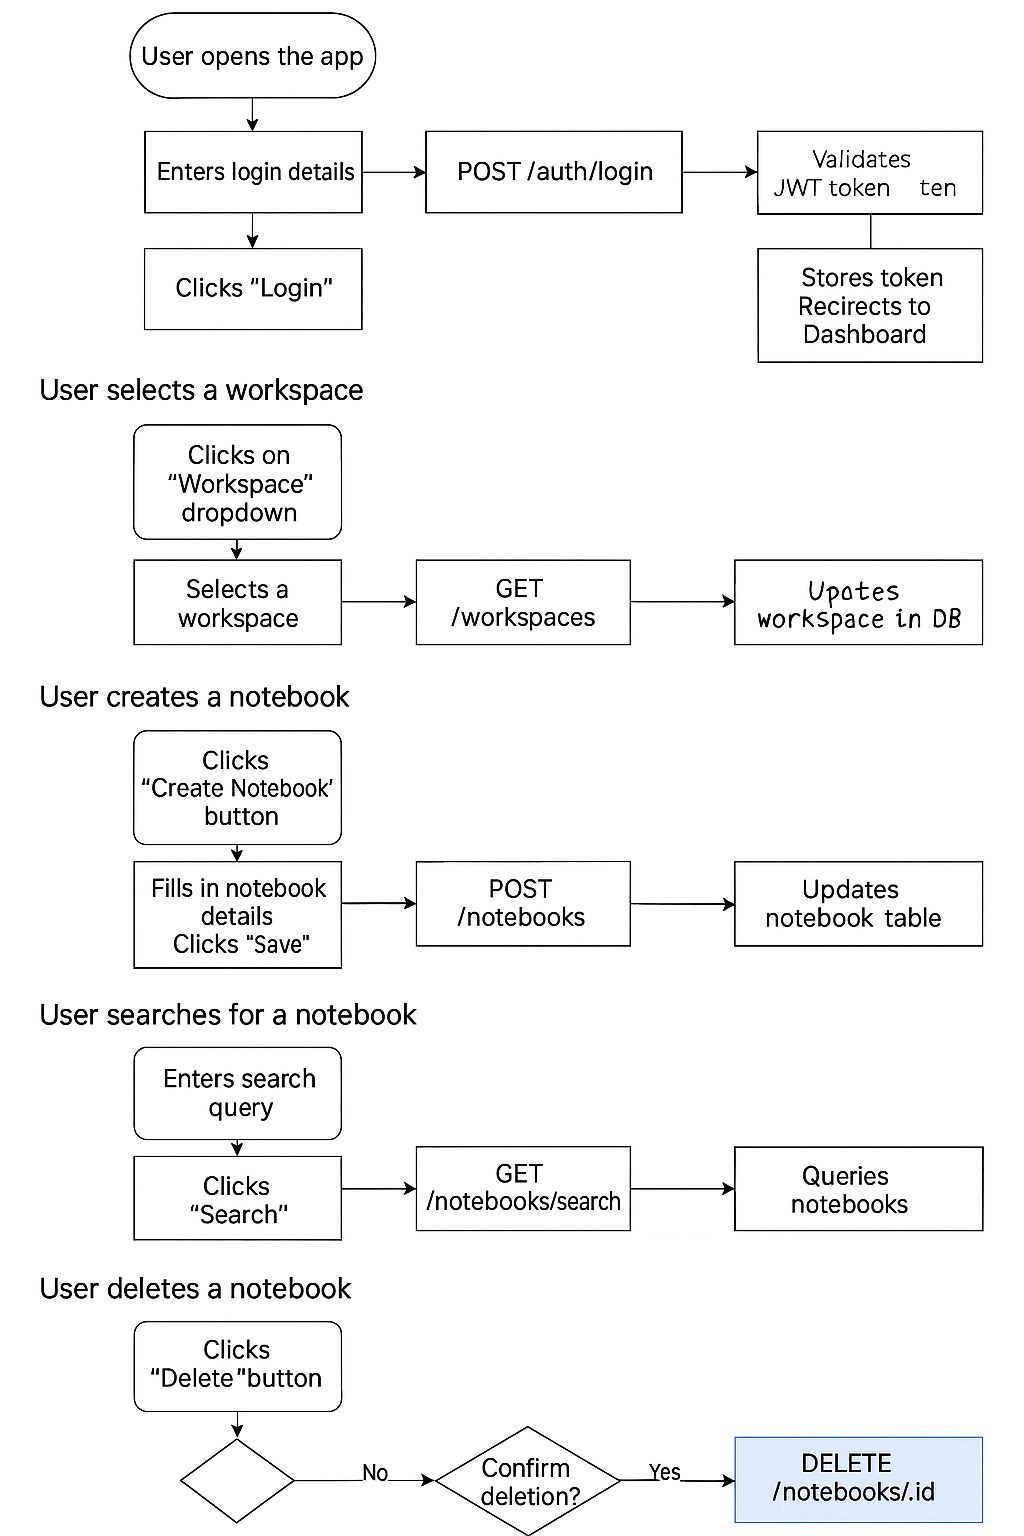 User opens the app
Enters login details
POST /auth/login
Validates
JWT token ten
Clicks “Login”
Stores token
Recirects to
Dashboard
User selects a workspace
Clicks on
“Workspace”
dropdown
Selects a
workspace
GET
/workspaces
Upates
workspace in DB
User creates a notebook
Clicks
“Create Notebook’
button
Fills in notebook
details
Clicks “Save”
POST
/notebooks
Updates
notebook table
User searches for a notebook
Enters search
query
Clicks
“Search”
GET
/notebooks/search
Queries
notebooks
User deletes a notebook
Clicks
“Delete”button
No
Confirm
deletion?
Yes
DELETE
/notebooks/.id